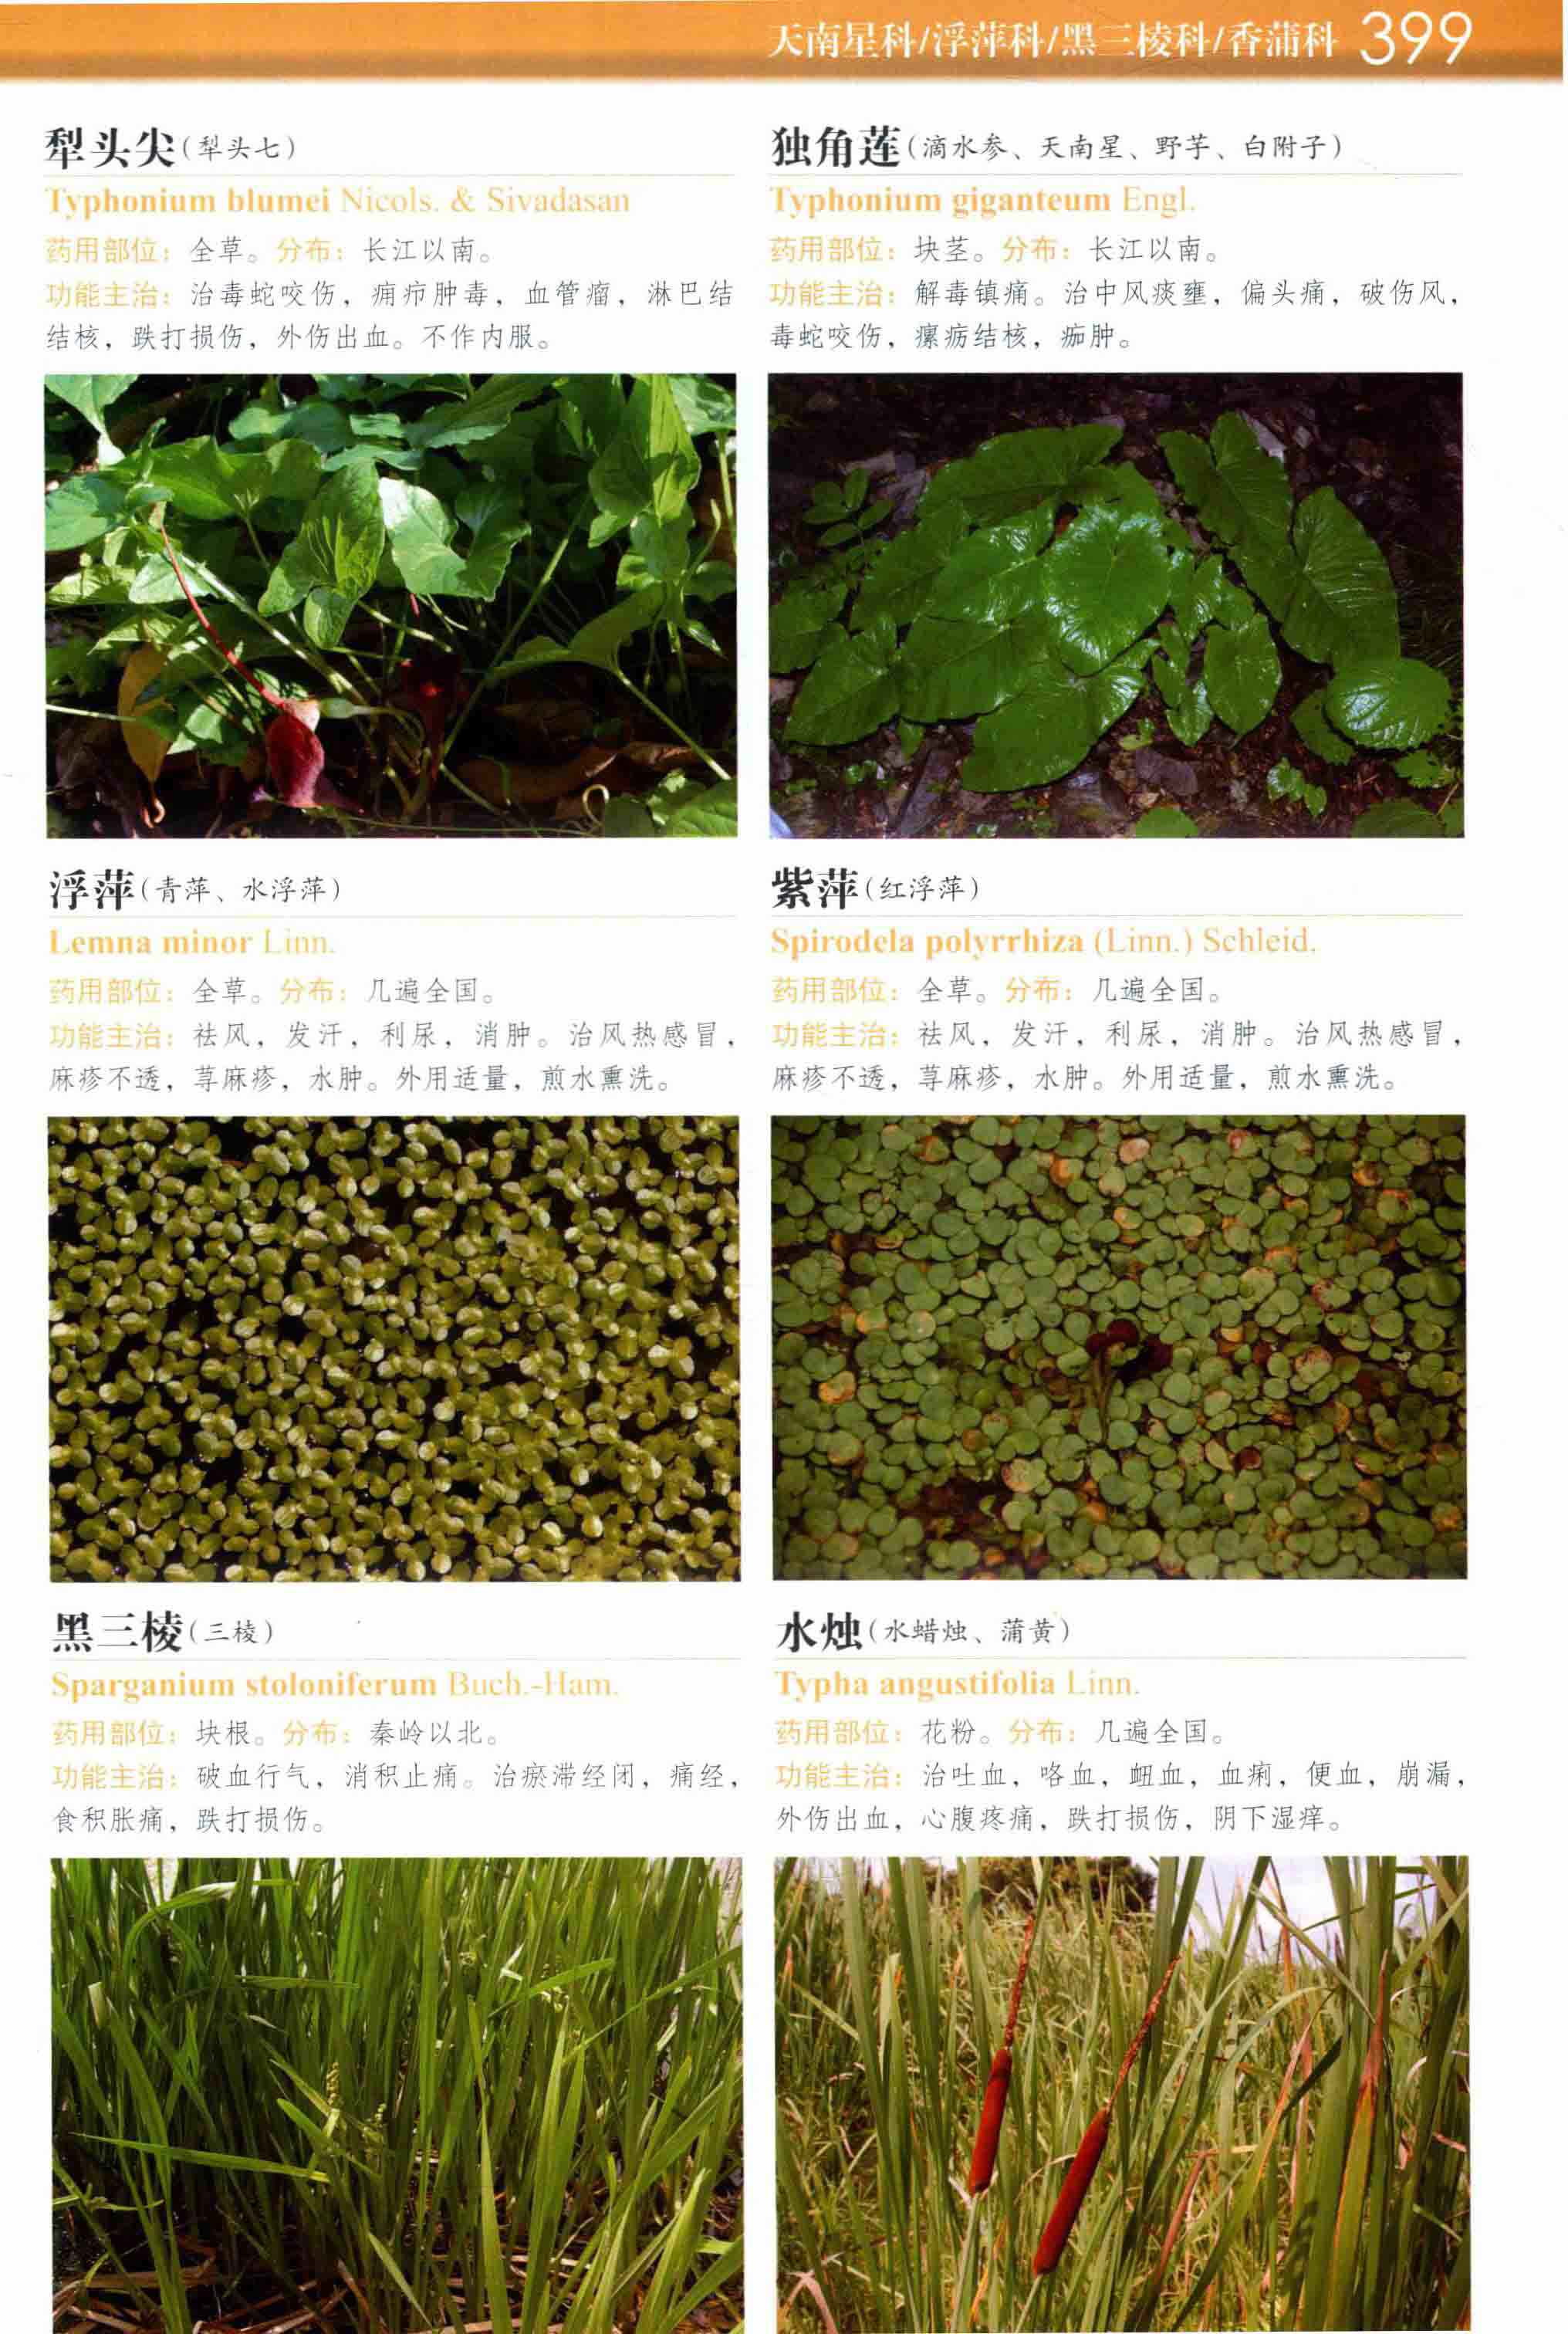 天南星科/浮萍科/黑三棱科/香蒲科 399
犁头尖(犁头七)
Typhonium blumei Nicols. & Sivadasan
药用部位：全草。分布：长江以南。
功能主治：治毒蛇咬伤，痈疖肿毒，血管瘤，淋巴结
结核，跌打损伤，外伤出血。不作内服。
独角莲(滴水参、天南星、野芋、白附子)
Typhonium giganteum Engl.
药用部位：块茎。分布：长江以南。
功能主治：解毒镇痛。治中风痰壅，偏头痛，破伤风，
毒蛇咬伤，瘰疬结核，痈肿。
浮萍(青萍、水浮萍)
Lemna minor Linn.
药用部位：全草。分布：几遍全国。
功能主治：祛风，发汗，利尿，消肿。治风热感冒，
麻疹不透，荨麻疹，水肿。外用适量，煎水熏洗。
紫萍(红浮萍)
Spirodela polyrrhiza (Linn.) Schleid.
药用部位：全草。分布：几遍全国。
功能主治：祛风，发汗，利尿，消肿。治风热感冒，
麻疹不透，荨麻疹，水肿。外用适量，煎水熏洗。
黑三棱(三棱)
Sparganium stoloniferum Buch.-Ham.
药用部位：块根。分布：秦岭以北。
功能主治：破血行气，消积止痛。治瘀滞经闭，痛经，
食积胀痛，跌打损伤。
水烛(水蜡烛、蒲黄)
Typha angustifolia Linn.
药用部位：花粉。分布：几遍全国。
功能主治：治吐血，咯血，衄血，血痢，便血，崩漏，
外伤出血，心腹疼痛，跌打损伤，阴下湿痒。